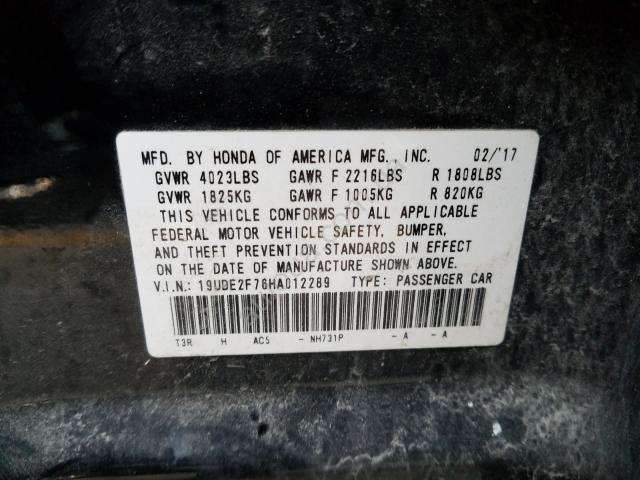 MFD. BY HONDA OF AMERICA MFG., INC. 02/'17
GVWR 4023LBS GAWR F 2216LBS R 1808LBS
GVWR 1825KG GAWR F 1005KG R 820KG
THIS VEHICLE CONFORMS TO ALL APPLICABLE
FEDERAL MOTOR VEHICLE SAFETY, BUMPER,
AND THEFT PREVENTION STANDARDS IN EFFECT
ON THE DATE OF MANUFACTURE SHOWN ABOVE.
V.I.N.: 19UDE2F76HA012289 TYPE: PASSENGER CAR
T3R H AC5 - NH731P - A - A